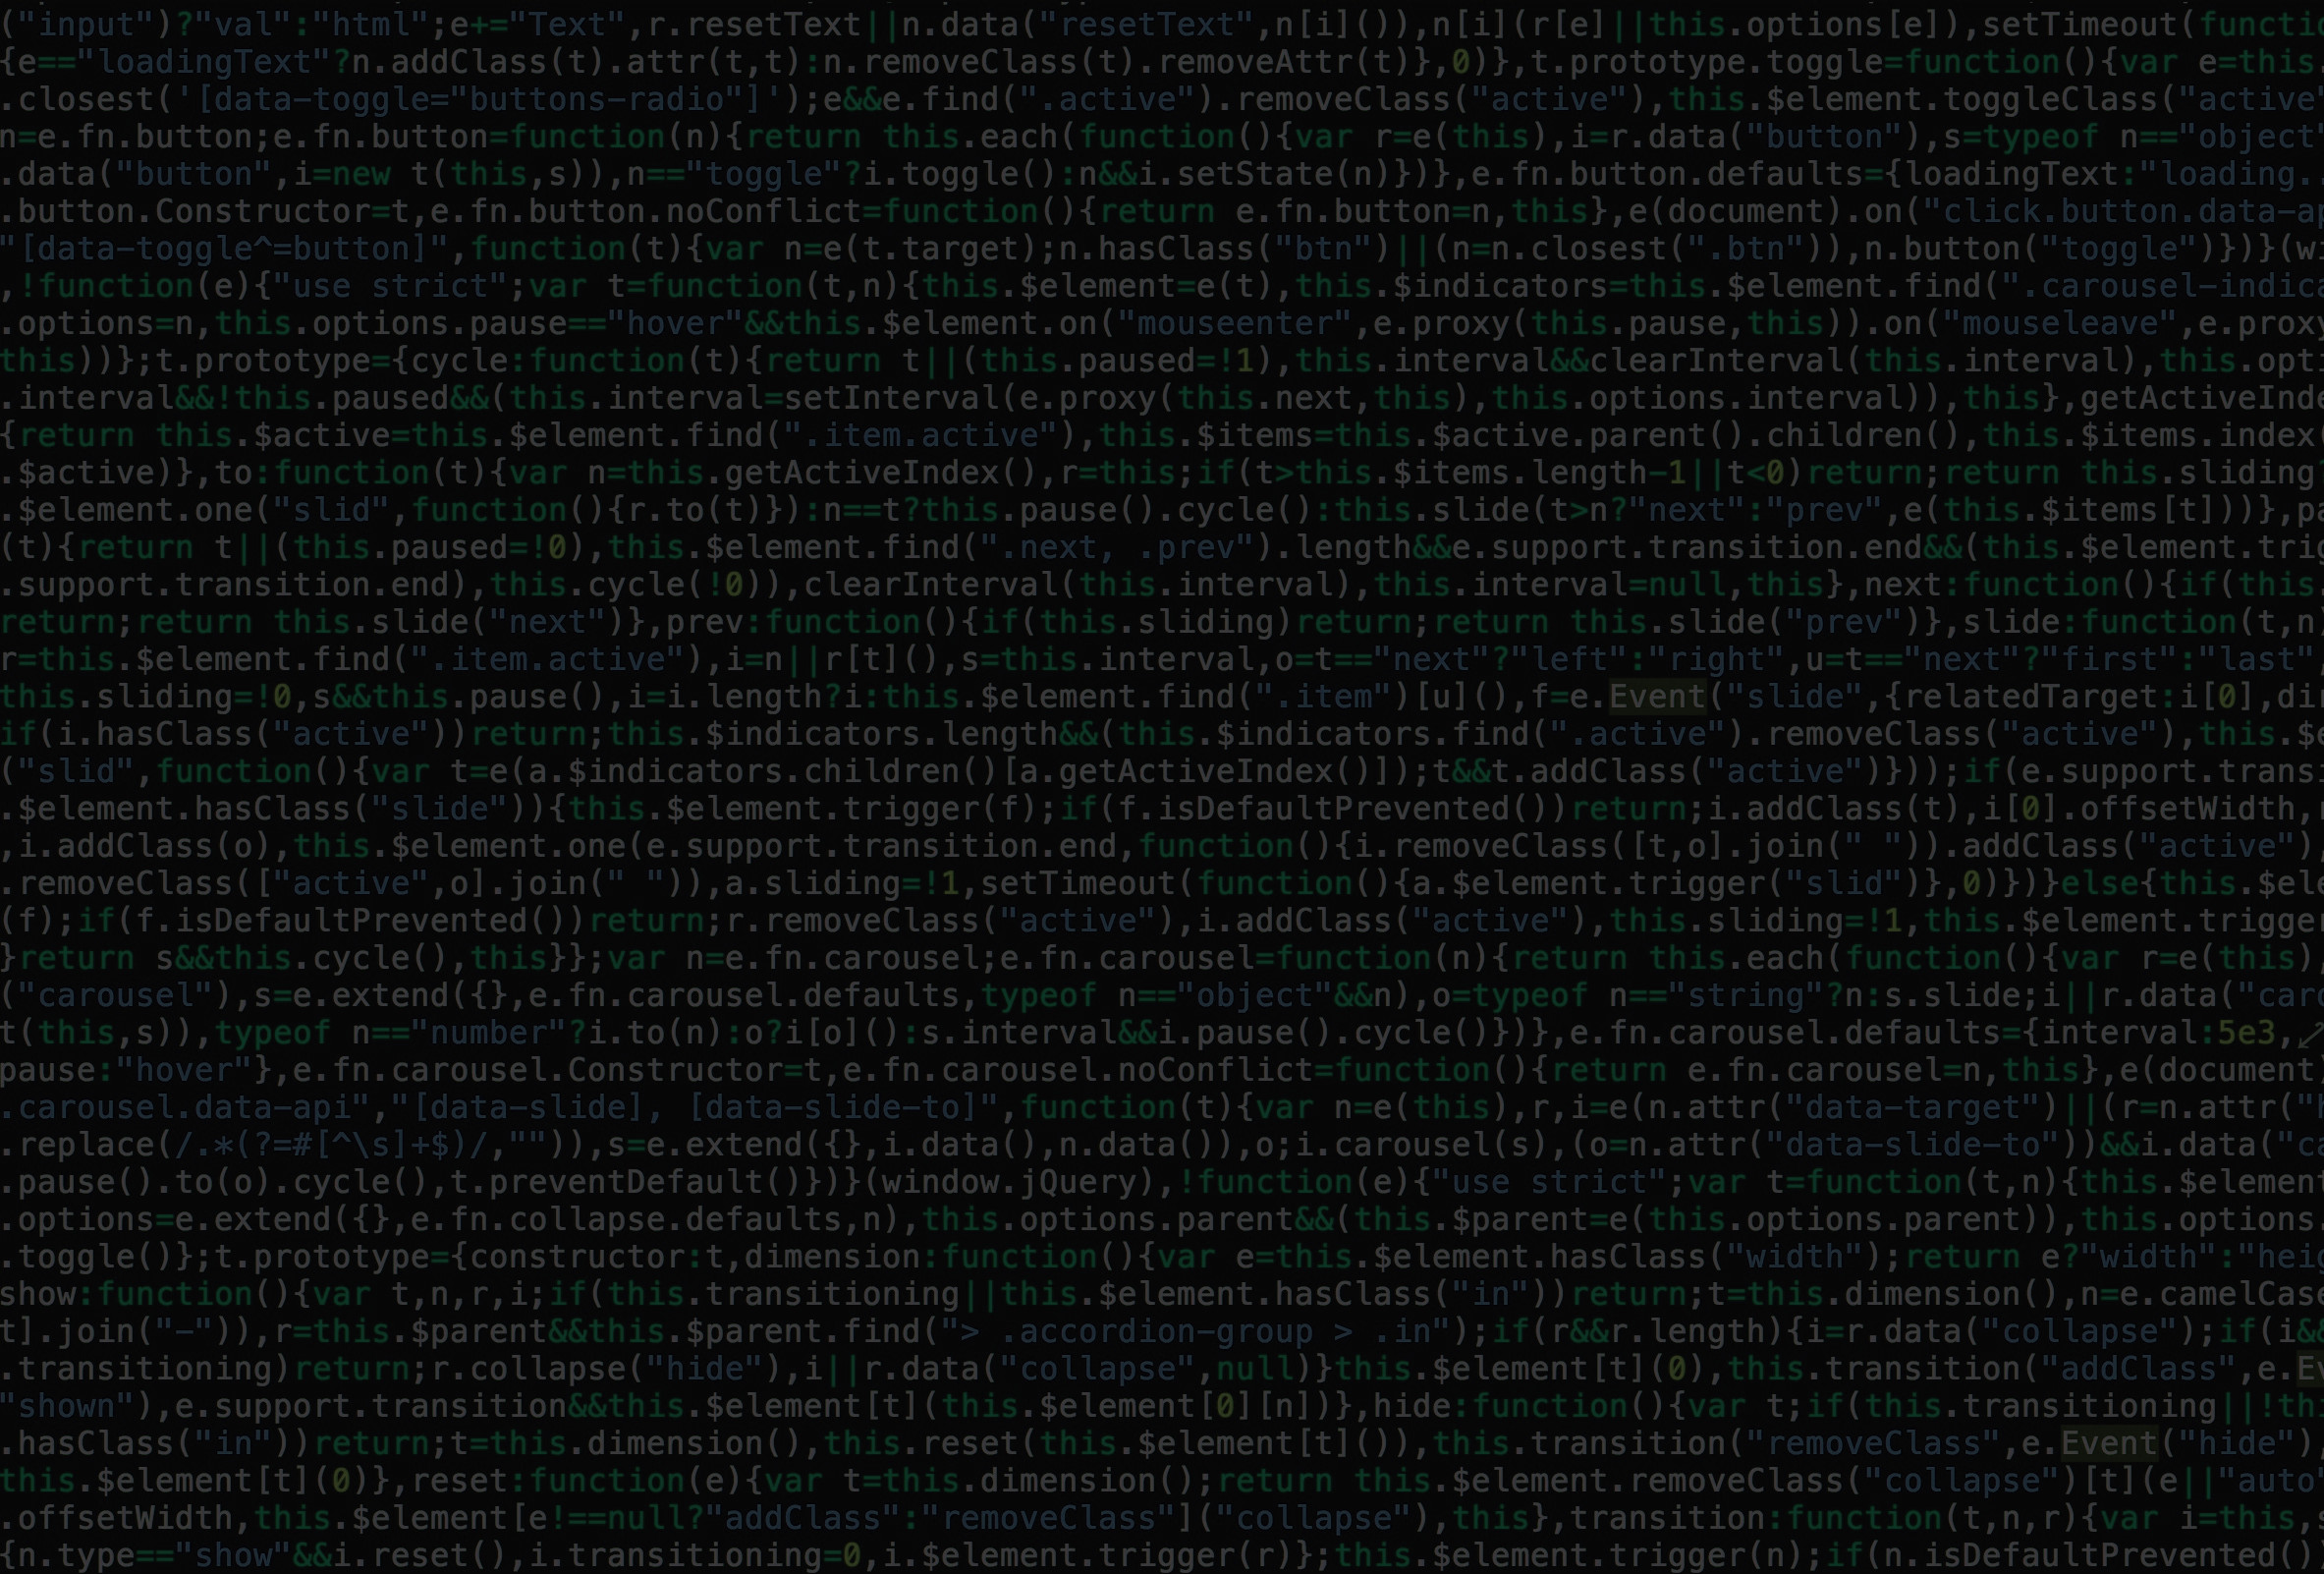 ("input")?"val":"html";e+="Text",r.resetText||n.data("resetText",n[i]()),n[i](r[e]||this.options[e]),setTimeout(functi
{e=="loadingText"?n.addClass(t).attr(t,t):n.removeClass(t).removeAttr(t)},0)},t.prototype.toggle=function(){var e=this.
.closest('[data-toggle="buttons-radio"]');e&&e.find(".active").removeClass("active"),this.$element.toggleClass("active
n=e.fn.button;e.fn.button=function(n){return this.each(function(){var r=e(this),i=r.data("button"),s=typeof n=="object
.data("button",i=new t(this,s)),n=="toggle"?i.toggle():n&&i.setState(n)})},e.fn.button.defaults={loadingText:"loading..
.button.Constructor=t,e.fn.button.noConflict=function(){return e.fn.button=n,this},e(document).on("click.button.data-a
"[data-toggle^=button]",function(t){var n=e(t.target);n.hasClass("btn")||(n=n.closest(".btn")),n.button("toggle")})}(wi
,!function(e){"use strict";var t=function(t,n){this.$element=e(t),this.$indicators=this.$element.find(".carousel-indica
.options=n,this.options.pause=="hover"&&this.$element.on("mouseenter",e.proxy(this.pause,this)).on("mouseleave",e.proxy
this))};t.prototype={cycle:function(t){return t||(this.paused=!1),this.interval&&clearInterval(this.interval),this.opt
.interval&&!this.paused&&(this.interval=setInterval(e.proxy(this.next,this),this.options.interval)),this},getActiveInde
{return this.$active=this.$element.find(".item.active"),this.$items=this.$active.parent().children(),this.$items.index(
.$active)},to:function(t){var n=this.getActiveIndex(),r=this;if(t>this.$items.length-1||t<0)return;return this.sliding?
.$element.one("slid",function(){r.to(t)}):n==t?this.pause().cycle():this.slide(t>n?"next":"prev",e(this.$items[t]))},p
(t){return t||(this.paused=!0),this.$element.find(".next, .prev").length&&e.support.transition.end&&(this.$element.trig
.support.transition.end),this.cycle(!0)),clearInterval(this.interval),this.interval=null,this},next:function(){if(this.
return;return this.slide("next")},prev:function(){if(this.sliding)return;return this.slide("prev")},slide:function(t,n
r=this.$element.find(".item.active"),i=n||r[t](),s=this.interval,o=t=="next"?"left":"right",u=t=="next"?"first":"last",
this.sliding=!0,s&&this.pause(),i=i.length?i:this.$element.find(".item")[u](),f=e.Event("slide",{relatedTarget:i[0],di
if(i.hasClass("active"))return;this.$indicators.length&&(this.$indicators.find(".active").removeClass("active"),this.$e
("slid",function(){var t=e(a.$indicators.children()[a.getActiveIndex()]);t&&t.addClass("active")}));if(e.support.transi
.$element.hasClass("slide")){this.$element.trigger(f);if(f.isDefaultPrevented())return;i.addClass(t),i[0].offsetWidth,
,i.addClass(o),this.$element.one(e.support.transition.end,function(){i.removeClass([t,o].join(" ")).addClass("active"),
.removeClass(["active",o].join(" ")),a.sliding=!1,setTimeout(function(){a.$element.trigger("slid")},0)})}else{this.$el
(f);if(f.isDefaultPrevented())return;r.removeClass("active"),i.addClass("active"),this.sliding=!1,this.$element.trigge
}return s&&this.cycle(),this}};var n=e.fn.carousel;e.fn.carousel=function(n){return this.each(function(){var r=e(this),
("carousel"),s=e.extend({},e.fn.carousel.defaults,typeof n=="object"&&n),o=typeof n=="string"?n:s.slide;i||r.data("caro
t(this,s)),typeof n=="number"?i.to(n):o?i[o]():s.interval&&i.pause().cycle()})},e.fn.carousel.defaults={interval:5e3,
pause:"hover"},e.fn.carousel.Constructor=t,e.fn.carousel.noConflict=function(){return e.fn.carousel=n,this},e(document
.carousel.data-api","[data-slide], [data-slide-to]",function(t){var n=e(this),r,i=e(n.attr("data-target")||(r=n.attr("h
.replace(/.*(?=#[^\s]+$)/,"")),s=e.extend({},i.data(),n.data()),o;i.carousel(s),(o=n.attr("data-slide-to"))&&i.data("ca
.pause().to(o).cycle(),t.preventDefault()})}(window.jQuery),!function(e){"use strict";var t=function(t,n){this.$element
.options=e.extend({},e.fn.collapse.defaults,n),this.options.parent&&(this.$parent=e(this.options.parent)),this.options
.toggle()};t.prototype={constructor:t,dimension:function(){var e=this.$element.hasClass("width");return e?"width":"heig
show:function(){var t,n,r,i;if(this.transitioning||this.$element.hasClass("in"))return;t=this.dimension(),n=e.camelCas
t].join("-")),r=this.$parent&&this.$parent.find("> .accordion-group > .in");if(r&&r.length){i=r.data("collapse");if(i&&
.transitioning)return;r.collapse("hide"),i||r.data("collapse",null)}this.$element[t](0),this.transition("addClass",e.E
"shown"),e.support.transition&&this.$element[t](this.$element[0][n])},hide:function(){var t;if(this.transitioning||!th
.hasClass("in"))return;t=this.dimension(),this.reset(this.$element[t]()),this.transition("removeClass",e.Event("hide")
this.$element[t](0)},reset:function(e){var t=this.dimension();return this.$element.removeClass("collapse")[t](e||"auto
.offsetWidth,this.$element[e!==null?"addClass":"removeClass"]("collapse"),this},transition:function(t,n,r){var i=this,
{n.type=="show"&&i.reset(),i.transitioning=0,i.$element.trigger(r)};this.$element.trigger(n);if(n.isDefaultPrevented()